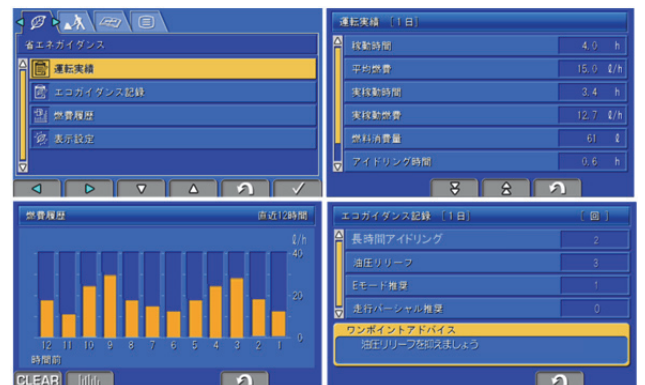 省エネガイダンス
運転実績
エコガイダンス記録
燃費履歴
表示設定
運転実績 [1日]
稼動時間 4.0 h
平均燃費 15.0 ℓ/h
実稼動時間 3.4 h
実稼動燃費 12.7 ℓ/h
燃料消費量 61 ℓ
アイドリング時間 0.6 h
燃費履歴 直近12時間
ℓ/h
40
20
0
12 11 10 9 8 7 6 5 4 3 2 1
時間前
CLEAR
エコガイダンス記録 [1日] [回]
長時間アイドリング 2
油圧リリーフ 3
Eモード推奨 1
走行パーシャル推奨 0
ワンポイントアドバイス
油圧リリーフを抑えましょう